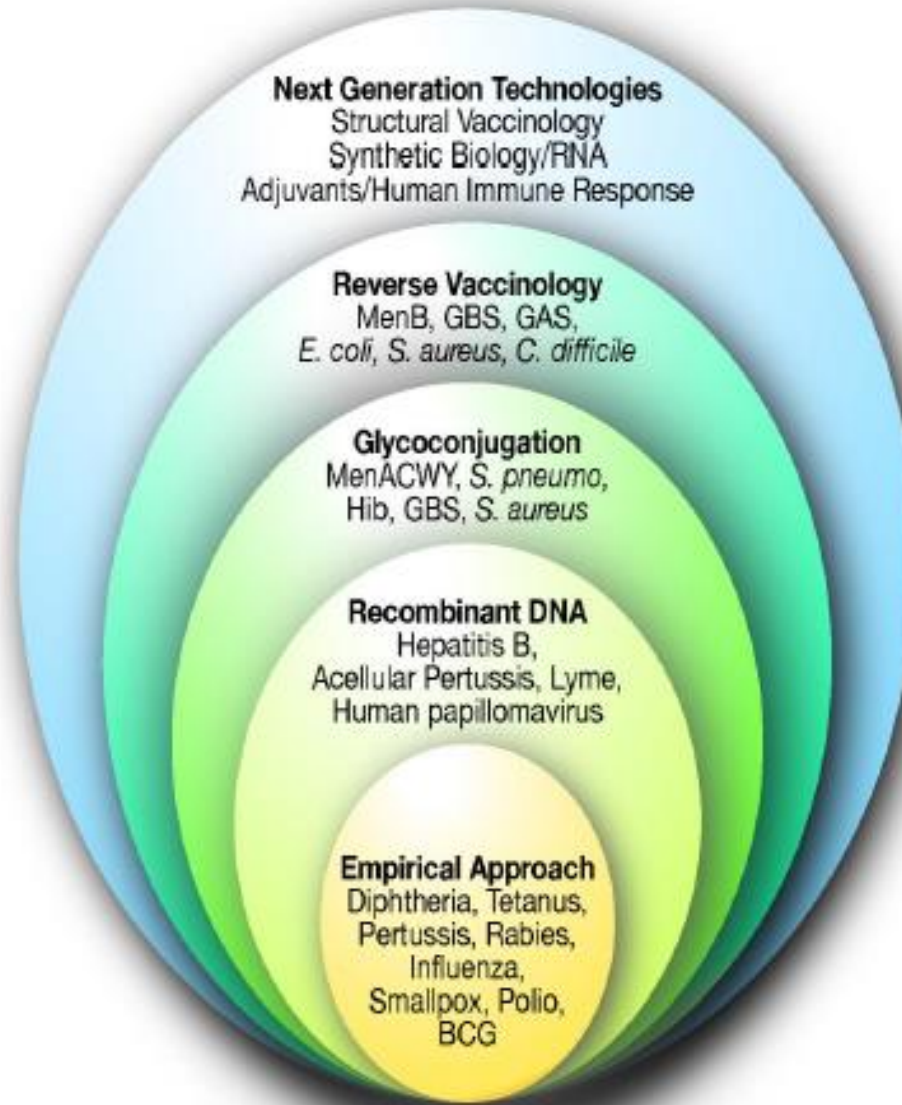 Next Generation Technologies
Structural Vaccinology
Synthetic Biology/RNA
Adjuvants/Human Immune Response
Reverse Vaccinology
MenB, GBS, GAS,
E. coli, S. aureus, C. difficile
Glycoconjugation
MenACWY, S. pneumo,
Hib, GBS, S. aureus
Recombinant DNA
Hepatitis B,
Acellular Pertussis, Lyme,
Human papillomavirus
Empirical Approach
Diphtheria, Tetanus,
Pertussis, Rabies,
Influenza,
Smallpox, Polio,
BCG